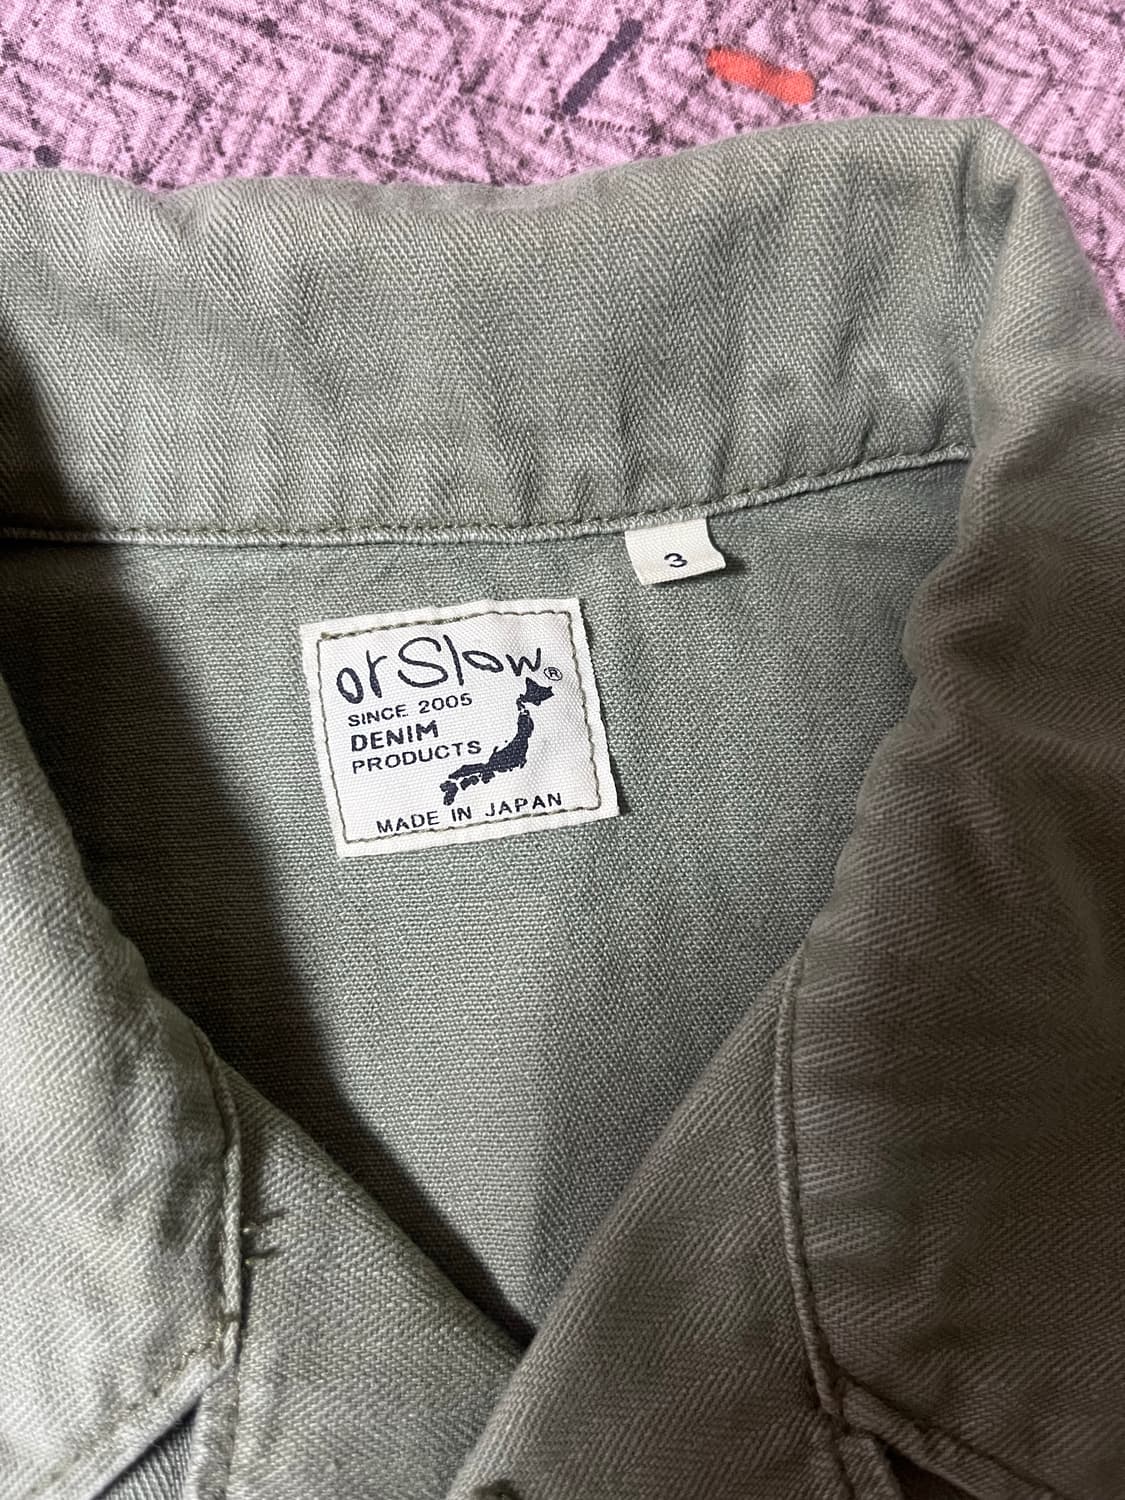 3
orSlow®
SINCE 2005
DENIM
PRODUCTS
MADE IN JAPAN